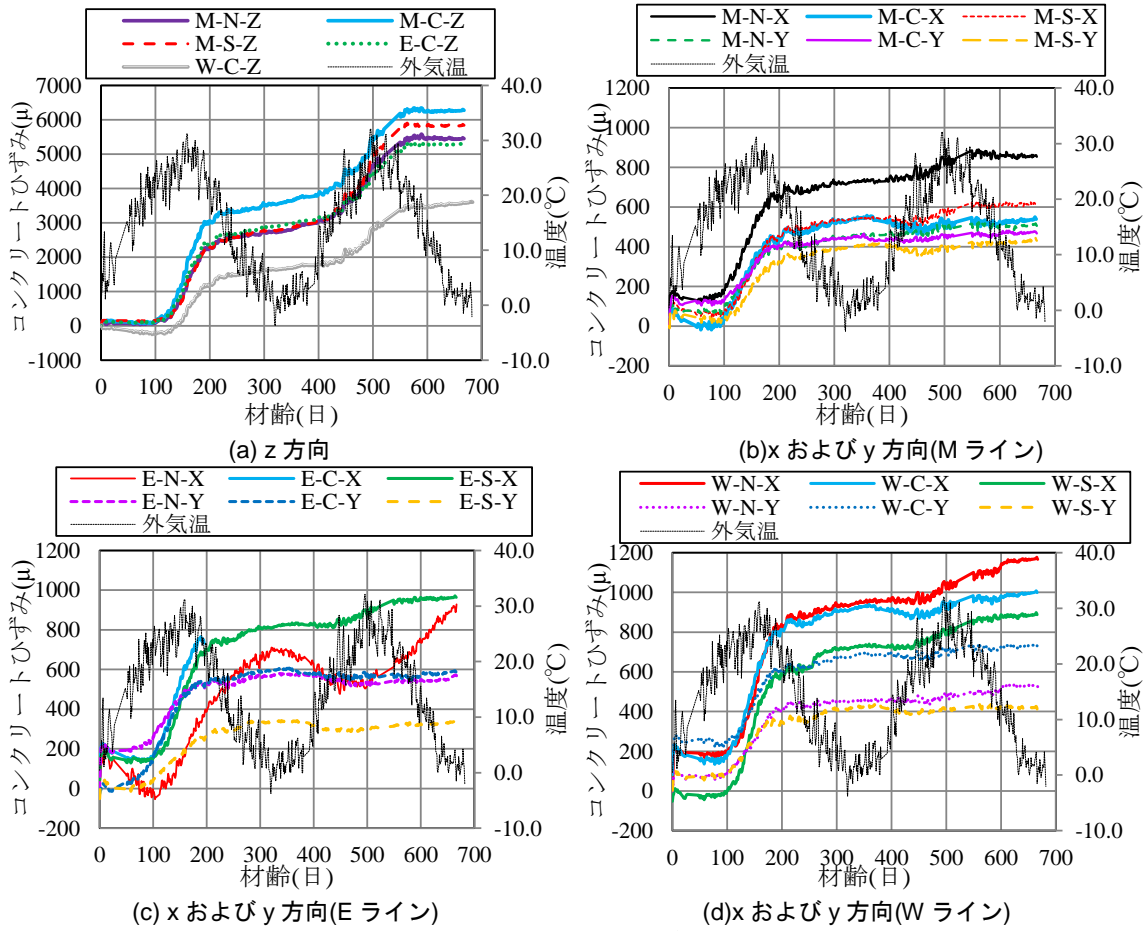 M-N-Z M-C-Z
M-S-Z E-C-Z
W-C-Z 外気温
コンクリートひずみ(μ)
7000
6000
5000
4000
3000
2000
1000
0
-1000
40.0
30.0
20.0
10.0
0.0
-10.0
温度(℃)
0 100 200 300 400 500 600 700
材齢(日)
(a) z 方向
M-N-X M-C-X M-S-X
M-N-Y M-C-Y M-S-Y
外気温
コンクリートひずみ(μ)
1200
1000
800
600
400
200
0
-200
40.0
30.0
20.0
10.0
0.0
-10.0
温度(℃)
0 100 200 300 400 500 600 700
材齢(日)
(b)x および y 方向(M ライン)
E-N-X E-C-X E-S-X
E-N-Y E-C-Y E-S-Y
外気温
コンクリートひずみ(μ)
1200
1000
800
600
400
200
0
-200
40.0
30.0
20.0
10.0
0.0
-10.0
温度(℃)
0 100 200 300 400 500 600 700
材齢(日)
(c) x および y 方向(E ライン)
W-N-X W-C-X W-S-X
W-N-Y W-C-Y W-S-Y
外気温
コンクリートひずみ(μ)
1200
1000
800
600
400
200
0
-200
40.0
30.0
20.0
10.0
0.0
-10.0
温度(℃)
0 100 200 300 400 500 600 700
材齢(日)
(d)x および y 方向(W ライン)